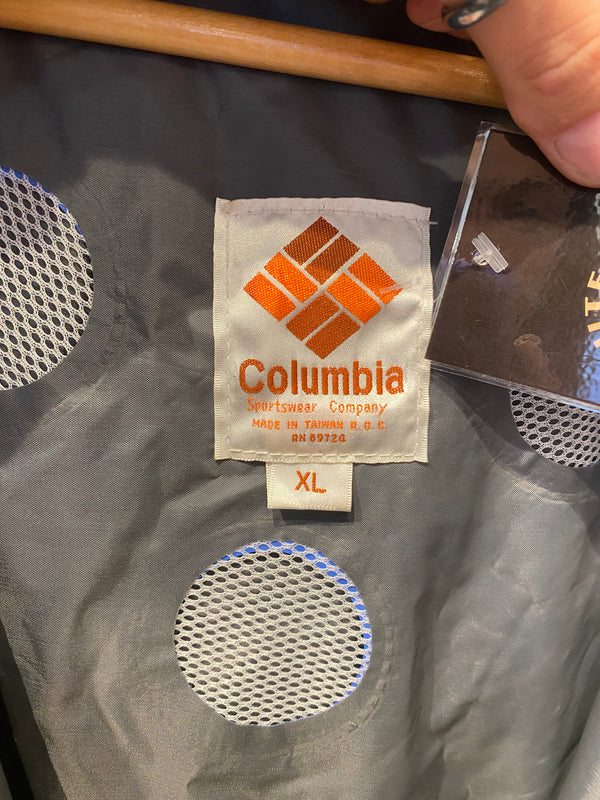 Columbia
Sportswear Company
MADE IN TAIWAN R.O.C
RN 69724
XL